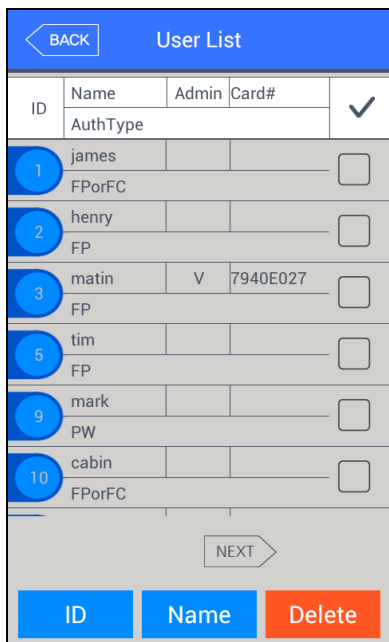 BACK User List
ID Name Admin Card#
AuthType
1 james
FPorFC
2 henry
FP
3 matin V 7940E027
FP
5 tim
FP
9 mark
PW
10 cabin
FPorFC
NEXT
ID Name Delete